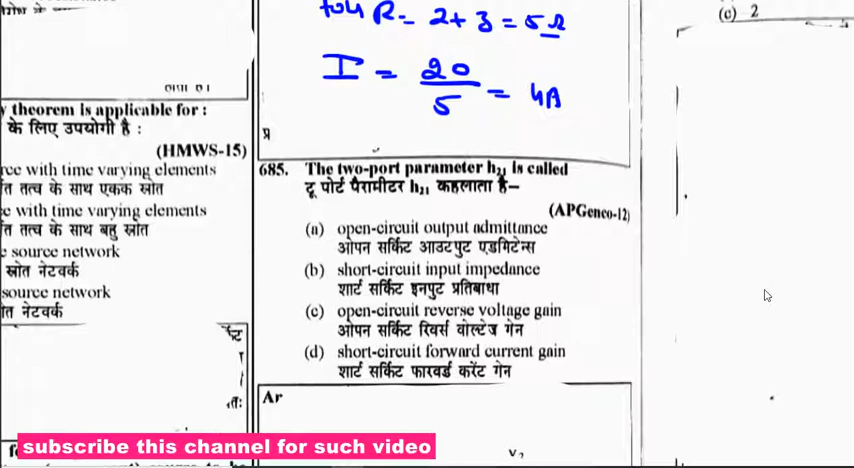 R = 2 + 3 = 5 Ω
I = 20 / 5 = 4A
(c) 2
y theorem is applicable for :
के लिए उपयोगी है :
(HMWS-15)
rce with time varying elements
त तत्व के साथ एकक स्रोत
e with time varying elements
त तत्व के साथ बहु स्रोत
e source network
स्रोत नेटवर्क
source network
त नेटवर्क
प्र
685. The two-port parameter h21 is called
टू पोर्ट पैरामीटर h21 कहलाता है–
(APGenco-12)
(a) open-circuit output admittance
ओपन सर्किट आउटपुट एडमिटेन्स
(b) short-circuit input impedance
शार्ट सर्किट इनपुट प्रतिबाधा
(c) open-circuit reverse voltage gain
ओपन सर्किट रिवर्स वोल्टेज गेन
(d) short-circuit forward current gain
शार्ट सर्किट फारवर्ड करेंट गेन
Ar
subscribe this channel for such video